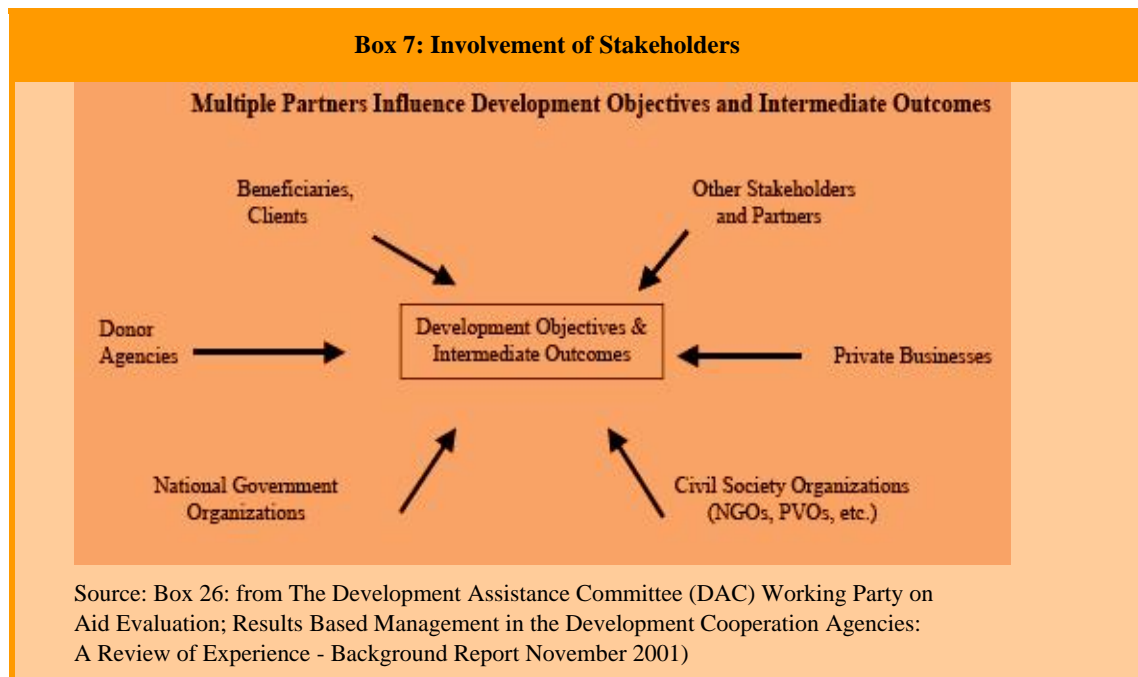 Box 7: Involvement of Stakeholders
Multiple Partners Influence Development Objectives and Intermediate Outcomes
Beneficiaries,
Clients
Other Stakeholders
and Partners
Donor
Agencies
Development Objectives &
Intermediate Outcomes
Private Businesses
National Government
Organizations
Civil Society Organizations
(NGOs, PVOs, etc.)
Source: Box 26: from The Development Assistance Committee (DAC) Working Party on
Aid Evaluation; Results Based Management in the Development Cooperation Agencies:
A Review of Experience - Background Report November 2001)